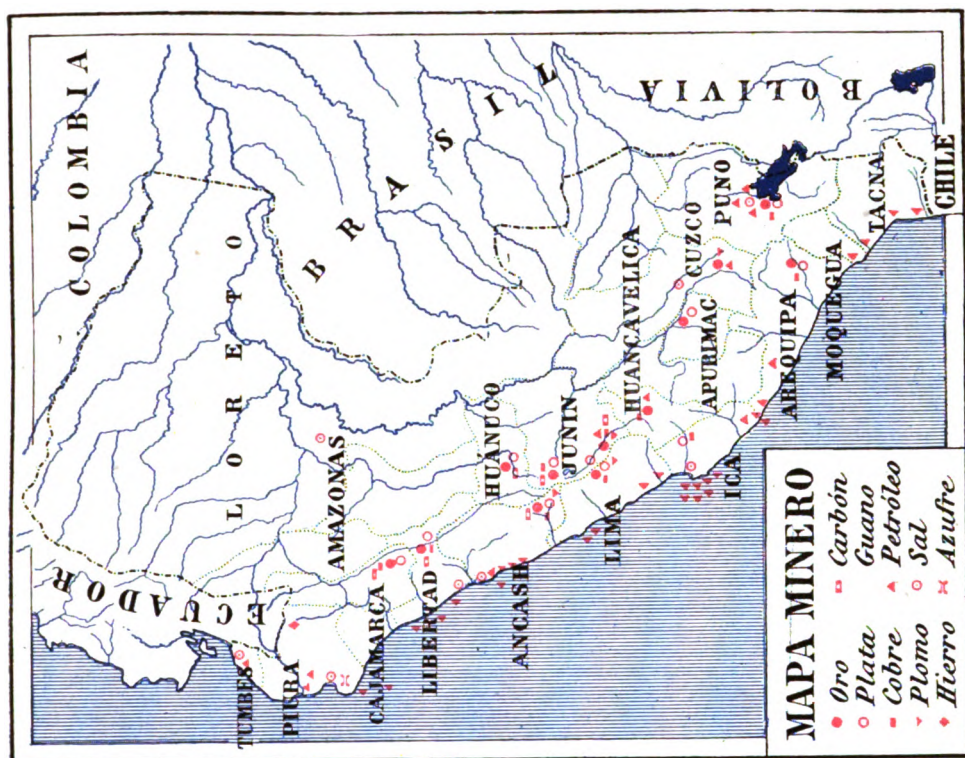 COLOMBIA
ECUADOR
LORETO
BRASIL
BOLIVIA
CHILE
TUMBES
PIURA
AMAZONAS
CAJAMARCA
LIBERTAD
ANCASH
HUANUCO
JUNIN
LIMA
HUANCAVELICA
ICA
APURIMAC
CUZCO
PUNO
AREQUIPA
MOQUEGUA
TACNA
MAPA MINERO
Oro Carbón
Plata Guano
Cobre Petróleo
Plomo Sal
Hierro Azufre